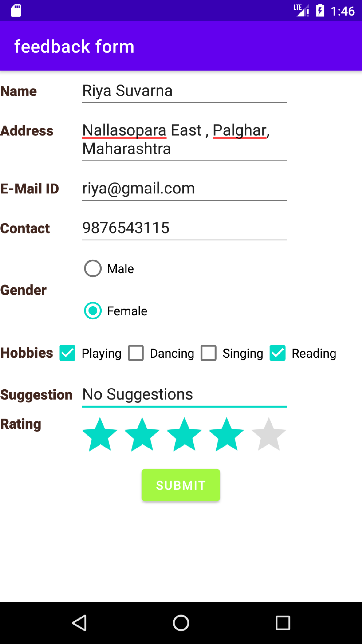 LTE 1:46
feedback form
Name Riya Suvarna
Address Nallasopara East , Palghar,
Maharashtra
E-Mail ID riya@gmail.com
Contact 9876543115
Male
Gender
Female
Hobbies Playing Dancing Singing Reading
Suggestion No Suggestions
Rating
SUBMIT